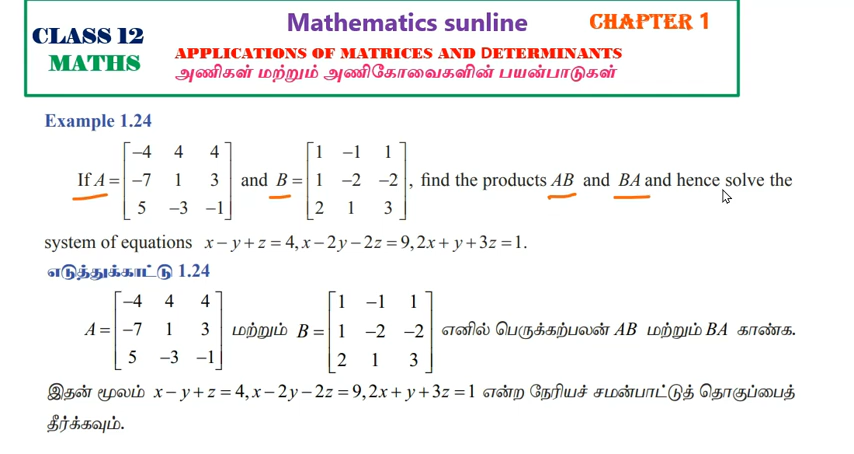 Mathematics sunline
CHAPTER 1
CLASS 12
MATHS
APPLICATIONS OF MATRICES AND DETERMINANTS
அணிகள் மற்றும் அணிகோவைகளின் பயன்பாடுகள்
Example 1.24
If A = [−4 4 4; −7 1 3; 5 −3 −1] and B = [1 −1 1; 1 −2 −2; 2 1 3], find the products AB and BA and hence solve the
system of equations x − y + z = 4, x − 2y − 2z = 9, 2x + y + 3z = 1.
எடுத்துக்காட்டு 1.24
A = [−4 4 4; −7 1 3; 5 −3 −1] மற்றும் B = [1 −1 1; 1 −2 −2; 2 1 3] எனில் பெருக்கற்பலன் AB மற்றும் BA காண்க.
இதன் மூலம் x − y + z = 4, x − 2y − 2z = 9, 2x + y + 3z = 1 என்ற நேரியச் சமன்பாட்டுத் தொகுப்பைத்
தீர்க்கவும்.